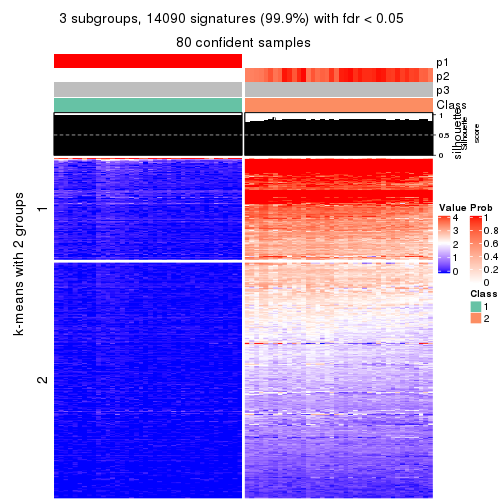 3 subgroups, 14090 signatures (99.9%) with fdr < 0.05
80 confident samples
p1
p2
p3
Class
1
0.5
0
silhouette
Silhouette
score
k-means with 2 groups
1
2
Value
4
3
2
1
0
Prob
1
0.8
0.6
0.4
0.2
0
Class
1
2